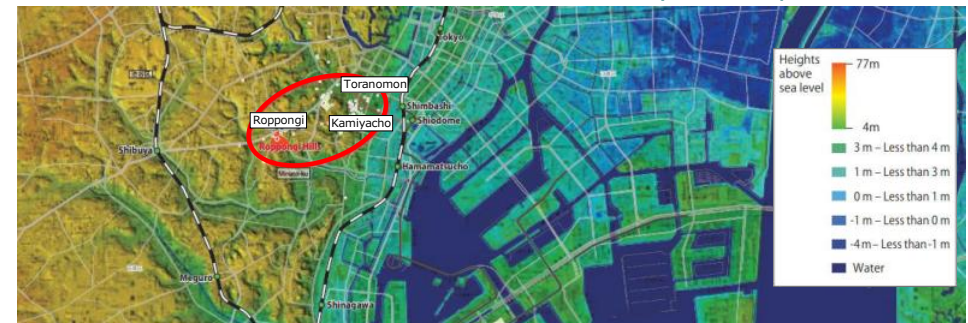 Tokyo
Toranomon
Shimbashi
Shiodome
Roppongi
Kamiyacho
Roppongi Hills
Shibuya
Hamamatsucho
Meguro
Shinagawa
Heights
above
sea level
77m
4m
3 m – Less than 4 m
1 m – Less than 3 m
0 m – Less than 1 m
-1 m – Less than 0 m
-4 m – Less than -1 m
Water